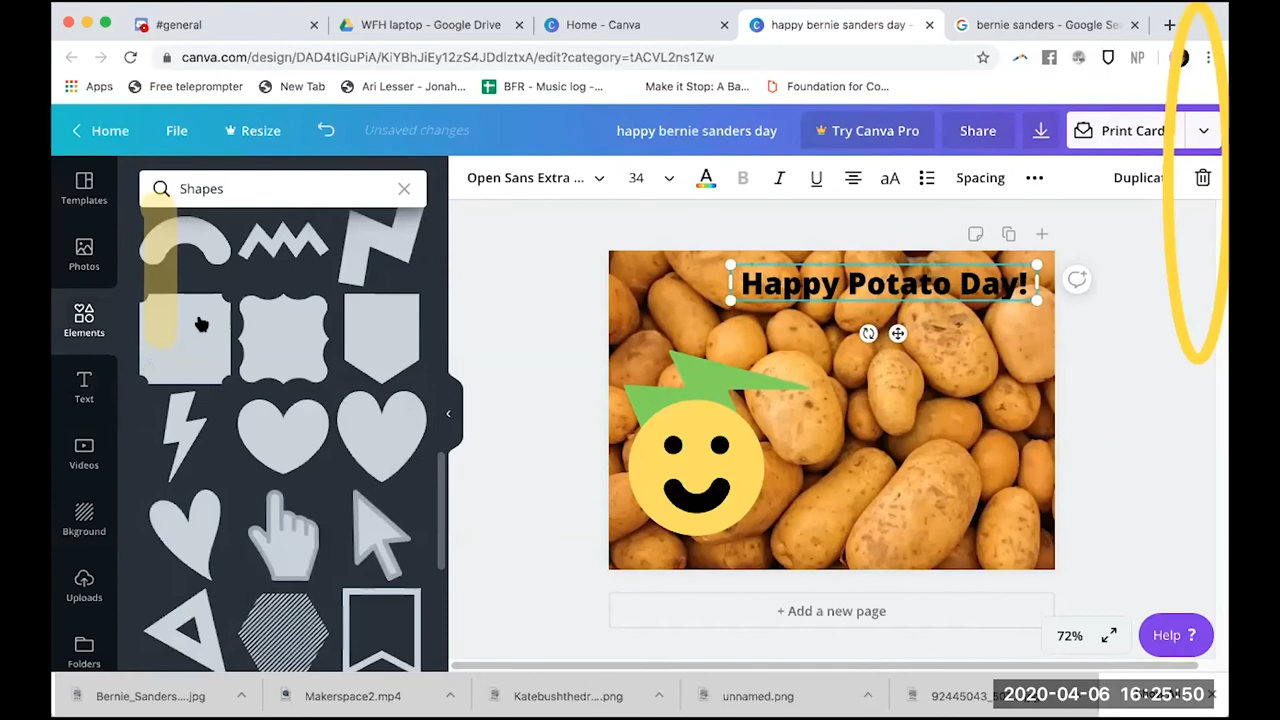 #general
WFH laptop - Google Drive
Home - Canva
happy bernie sanders day -
bernie sanders - Google Sea
canva.com/design/DAD4tIGuPiA/KiYBhJiEy12zS4JDdIztxA/edit?category=tACVL2ns1Zw
NP
Apps
Free teleprompter
New Tab
Ari Lesser - Jonah...
BFR - Music log -...
Make it Stop: A Ba...
Foundation for Co...
Home
File
Resize
Unsaved changes
happy bernie sanders day
Try Canva Pro
Share
Print Card
Templates
Photos
Elements
Text
Videos
Bkground
Uploads
Folders
Shapes
Open Sans Extra ...
34
A
B
I
U
aA
Spacing
Duplicat
Happy Potato Day!
+ Add a new page
72%
Help ?
Bernie_Sanders....jpg
Makerspace2.mp4
Katebushthedr....png
unnamed.png
2020-04-06 16:25:50